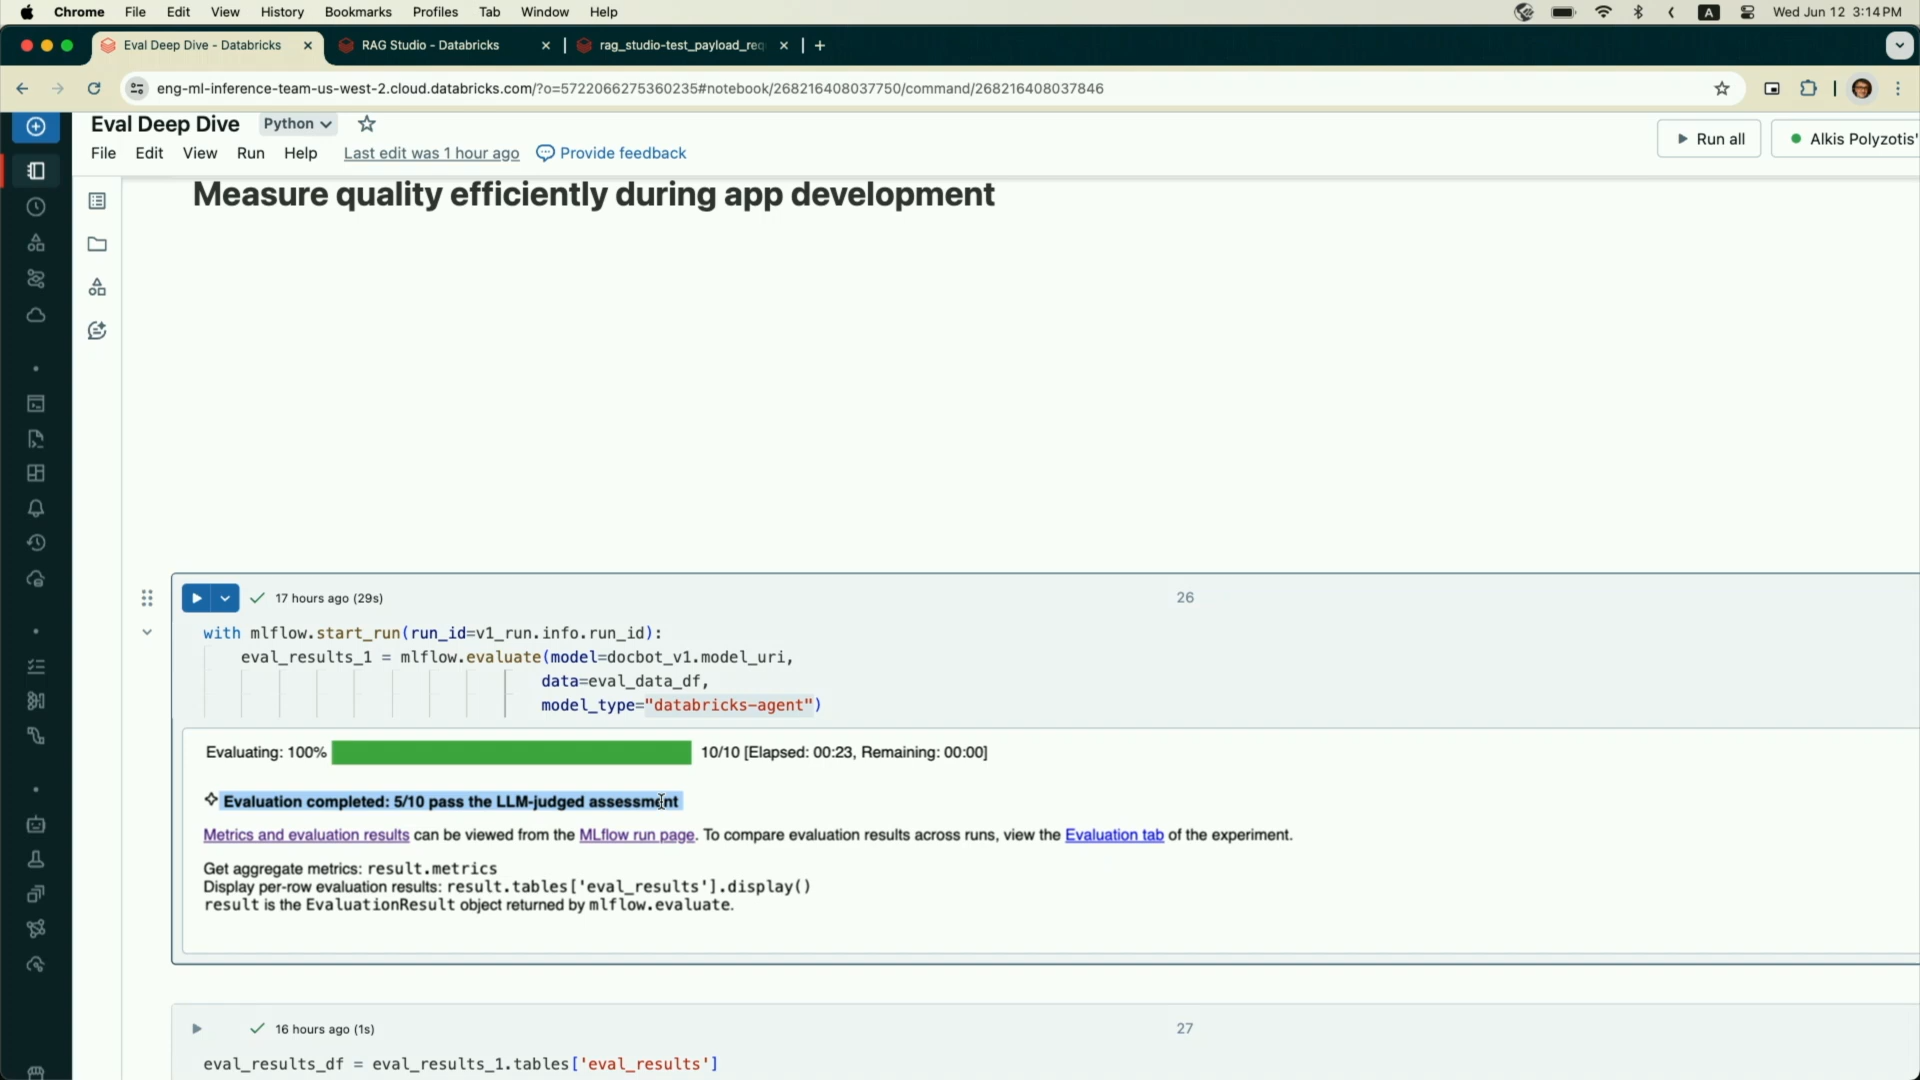 Chrome File Edit View History Bookmarks Profiles Tab Window Help A Wed Jun 12 3:14 PM
Eval Deep Dive - Databricks RAG Studio - Databricks rag_studio-test_payload_req
eng-ml-inference-team-us-west-2.cloud.databricks.com/?o=5722066275360235#notebook/268216408037750/command/268216408037846
Eval Deep Dive Python
File Edit View Run Help Last edit was 1 hour ago Provide feedback Run all Alkis Polyzotis'
Measure quality efficiently during app development
17 hours ago (29s) 26
with mlflow.start_run(run_id=v1_run.info.run_id):
eval_results_1 = mlflow.evaluate(model=docbot_v1.model_uri,
data=eval_data_df,
model_type="databricks-agent")
Evaluating: 100% 10/10 [Elapsed: 00:23, Remaining: 00:00]
Evaluation completed: 5/10 pass the LLM-judged assessment
Metrics and evaluation results can be viewed from the MLflow run page. To compare evaluation results across runs, view the Evaluation tab of the experiment.
Get aggregate metrics: result.metrics
Display per-row evaluation results: result.tables['eval_results'].display()
result is the EvaluationResult object returned by mlflow.evaluate.
16 hours ago (1s) 27
eval_results_df = eval_results_1.tables['eval_results']